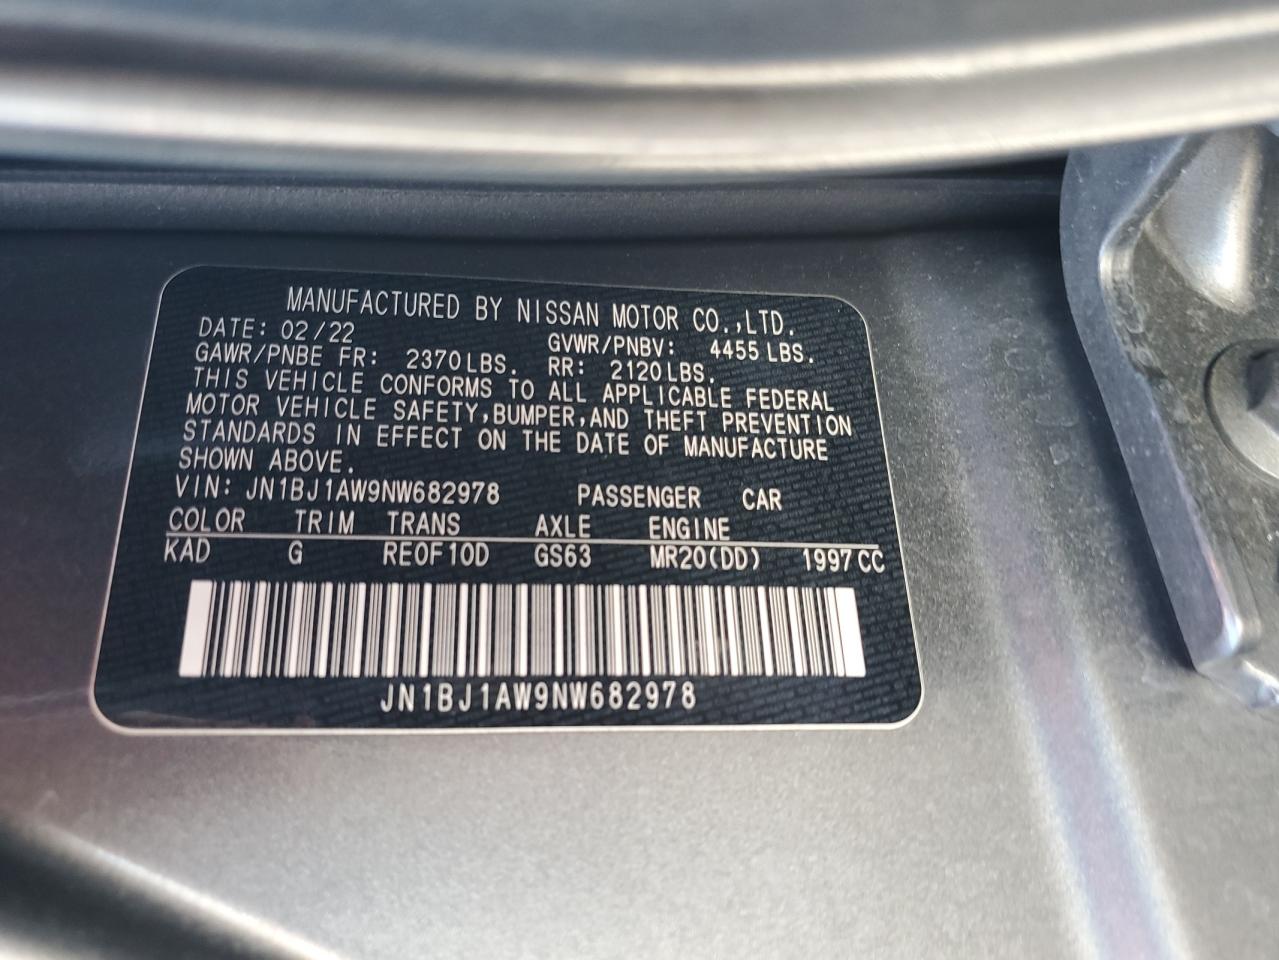 MANUFACTURED BY NISSAN MOTOR CO.,LTD.
DATE: 02/22 GVWR/PNBV: 4455 LBS.
GAWR/PNBE FR: 2370 LBS. RR: 2120 LBS.
THIS VEHICLE CONFORMS TO ALL APPLICABLE FEDERAL
MOTOR VEHICLE SAFETY, BUMPER, AND THEFT PREVENTION
STANDARDS IN EFFECT ON THE DATE OF MANUFACTURE
SHOWN ABOVE.
VIN: JN1BJ1AW9NW682978 PASSENGER CAR
COLOR TRIM TRANS AXLE ENGINE
KAD G RE0F10D GS63 MR20(DD) 1997 CC
JN1BJ1AW9NW682978